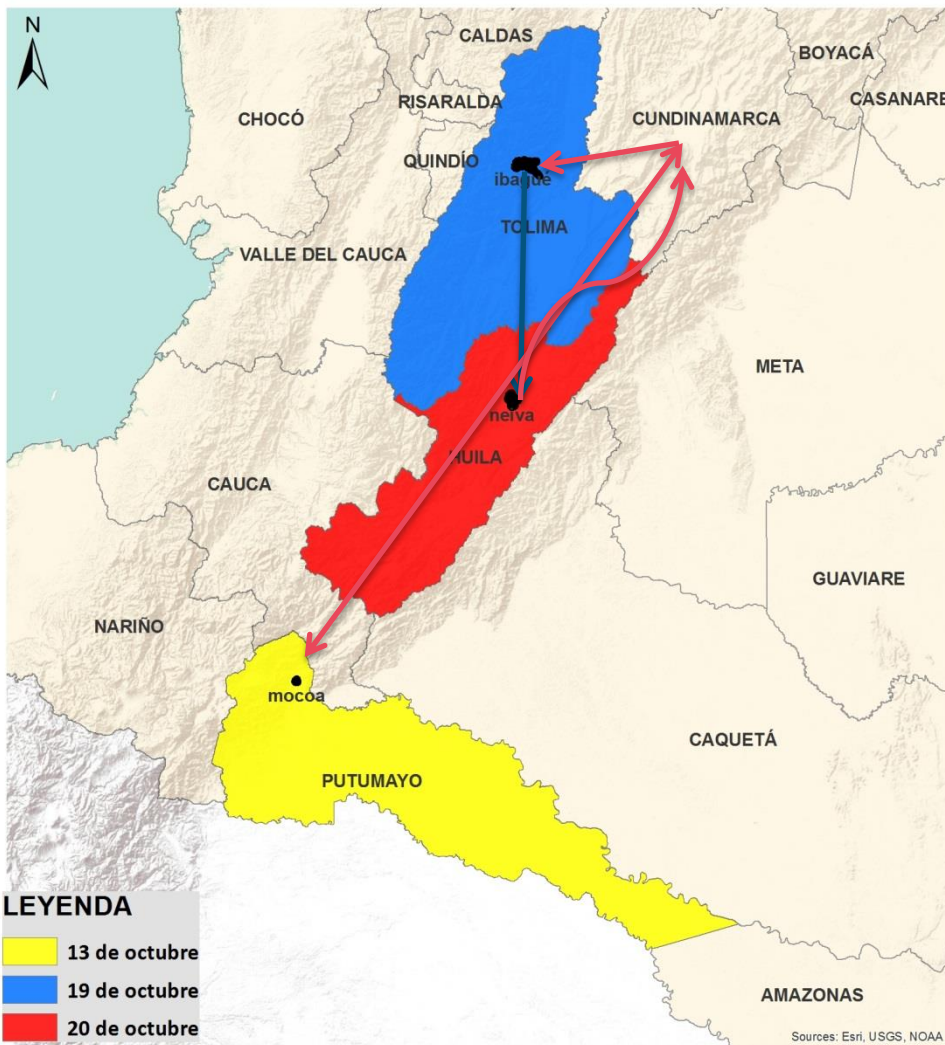 N
CALDAS
BOYACÁ
CASANARE
RISARALDA
CHOCÓ
CUNDINAMARCA
QUINDÍO
ibagué
TOLIMA
VALLE DEL CAUCA
META
neiva
HUILA
CAUCA
GUAVIARE
NARIÑO
mocoa
CAQUETÁ
PUTUMAYO
LEYENDA
13 de octubre
19 de octubre
20 de octubre
AMAZONAS
Sources: Esri, USGS, NOAA